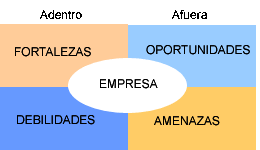 Adentro Afuera
FORTALEZAS OPORTUNIDADES
EMPRESA
DEBILIDADES AMENAZAS